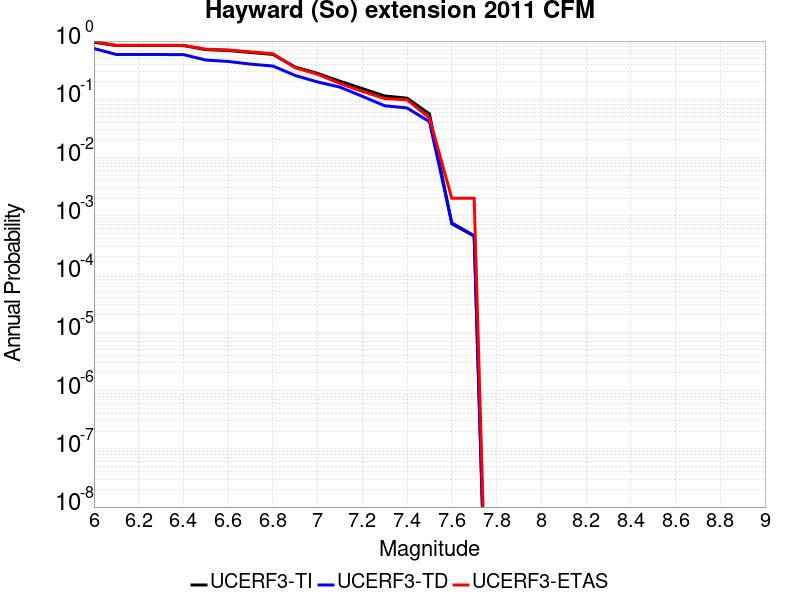 Hayward (So) extension 2011 CFM
10^0
10^-1
10^-2
10^-3
10^-4
10^-5
10^-6
10^-7
10^-8
Annual Probability
6 6.2 6.4 6.6 6.8 7 7.2 7.4 7.6 7.8 8 8.2 8.4 8.6 8.8 9
Magnitude
UCERF3-TI UCERF3-TD UCERF3-ETAS